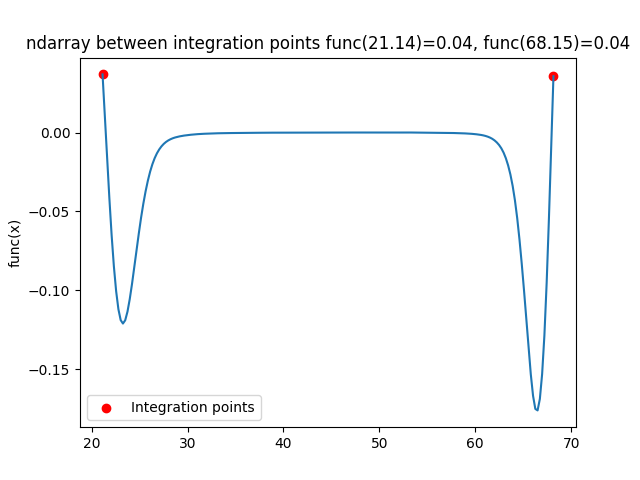 ndarray between integration points func(21.14)=0.04, func(68.15)=0.04
0.00
−0.05
−0.10
−0.15
func(x)
Integration points
20 30 40 50 60 70